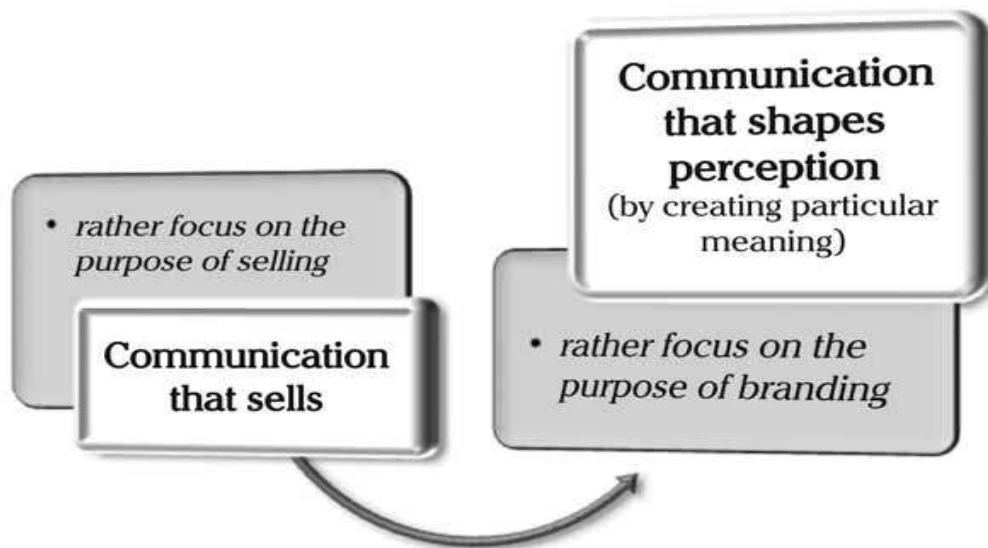 • rather focus on the
purpose of selling
Communication
that sells
Communication
that shapes
perception
(by creating particular
meaning)
• rather focus on the
purpose of branding